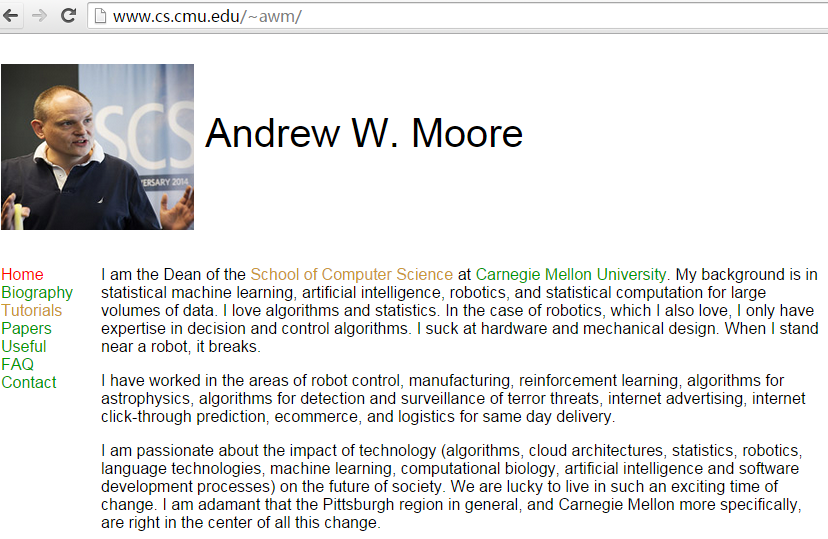 www.cs.cmu.edu/~awm/
SCS
VERSARY 2014
Andrew W. Moore
Home
Biography
Tutorials
Papers
Useful
FAQ
Contact
I am the Dean of the School of Computer Science at Carnegie Mellon University. My background is in
statistical machine learning, artificial intelligence, robotics, and statistical computation for large
volumes of data. I love algorithms and statistics. In the case of robotics, which I also love, I only have
expertise in decision and control algorithms. I suck at hardware and mechanical design. When I stand
near a robot, it breaks.
I have worked in the areas of robot control, manufacturing, reinforcement learning, algorithms for
astrophysics, algorithms for detection and surveillance of terror threats, internet advertising, internet
click-through prediction, ecommerce, and logistics for same day delivery.
I am passionate about the impact of technology (algorithms, cloud architectures, statistics, robotics,
language technologies, machine learning, computational biology, artificial intelligence and software
development processes) on the future of society. We are lucky to live in such an exciting time of
change. I am adamant that the Pittsburgh region in general, and Carnegie Mellon more specifically,
are right in the center of all this change.